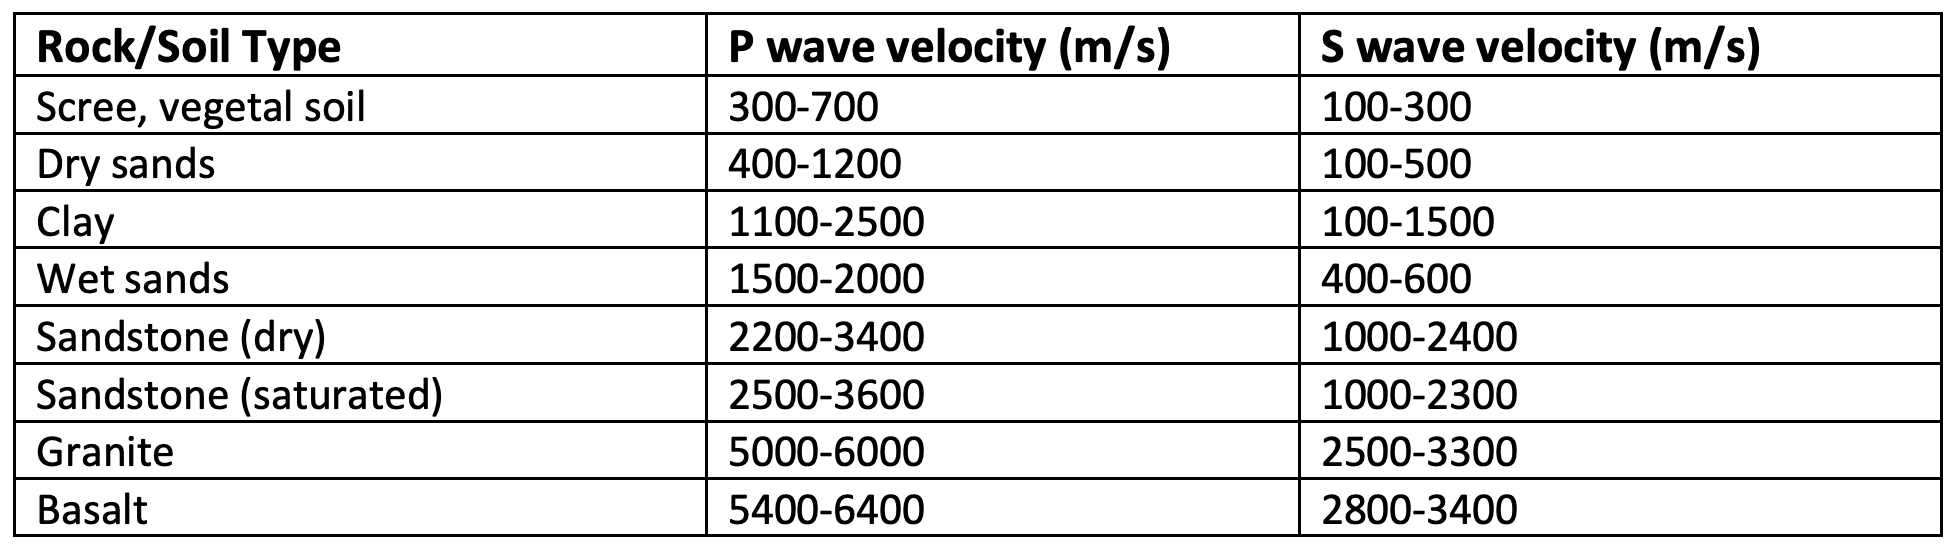 Rock/Soil Type P wave velocity (m/s) S wave velocity (m/s)
Scree, vegetal soil 300-700 100-300
Dry sands 400-1200 100-500
Clay 1100-2500 100-1500
Wet sands 1500-2000 400-600
Sandstone (dry) 2200-3400 1000-2400
Sandstone (saturated) 2500-3600 1000-2300
Granite 5000-6000 2500-3300
Basalt 5400-6400 2800-3400